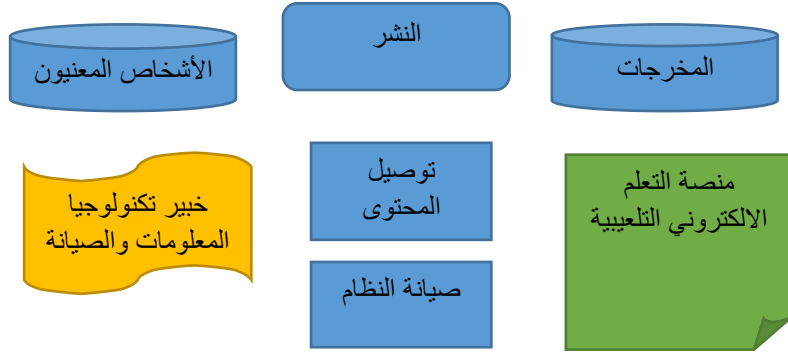 الأشخاص المعنيون
النشر
المخرجات
خبير تكنولوجيا
المعلومات والصيانة
توصيل
المحتوى
صيانة النظام
منصة التعلم
الالكتروني التلعيبية